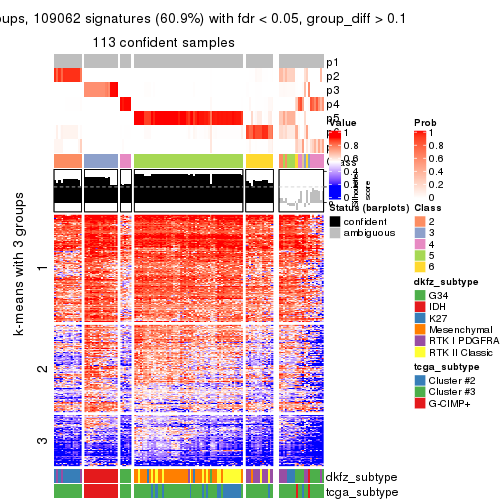 oups, 109062 signatures (60.9%) with fdr < 0.05, group_diff > 0.1
113 confident samples
p1
p2
p3
p4
p5
Value
1
0.8
0.6
0.4
0.2
0
Prob
1
0.8
0.6
0.4
0.2
0
Status (barplots)
confident
ambiguous
Class
2
3
4
5
6
dkfz_subtype
G34
IDH
K27
Mesenchymal
RTK I PDGFRA
RTK II Classic
tcga_subtype
Cluster #2
Cluster #3
G-CIMP+
k-means with 3 groups
1
2
3
dkfz_subtype
tcga_subtype